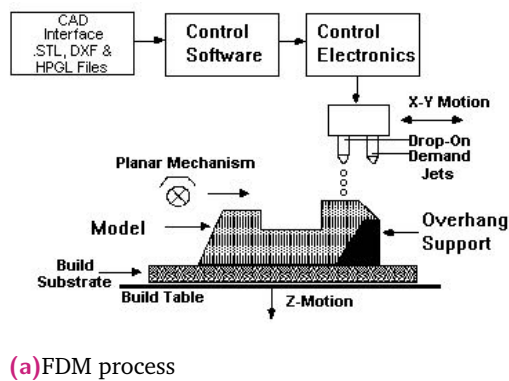 CAD
Interface
.STL, DXF &
HPGL Files
Control
Software
Control
Electronics
X-Y Motion
Drop-On
Demand
Jets
Planar Mechanism
Model
Overhang
Support
Build
Substrate
Build Table
Z-Motion
(a)FDM process